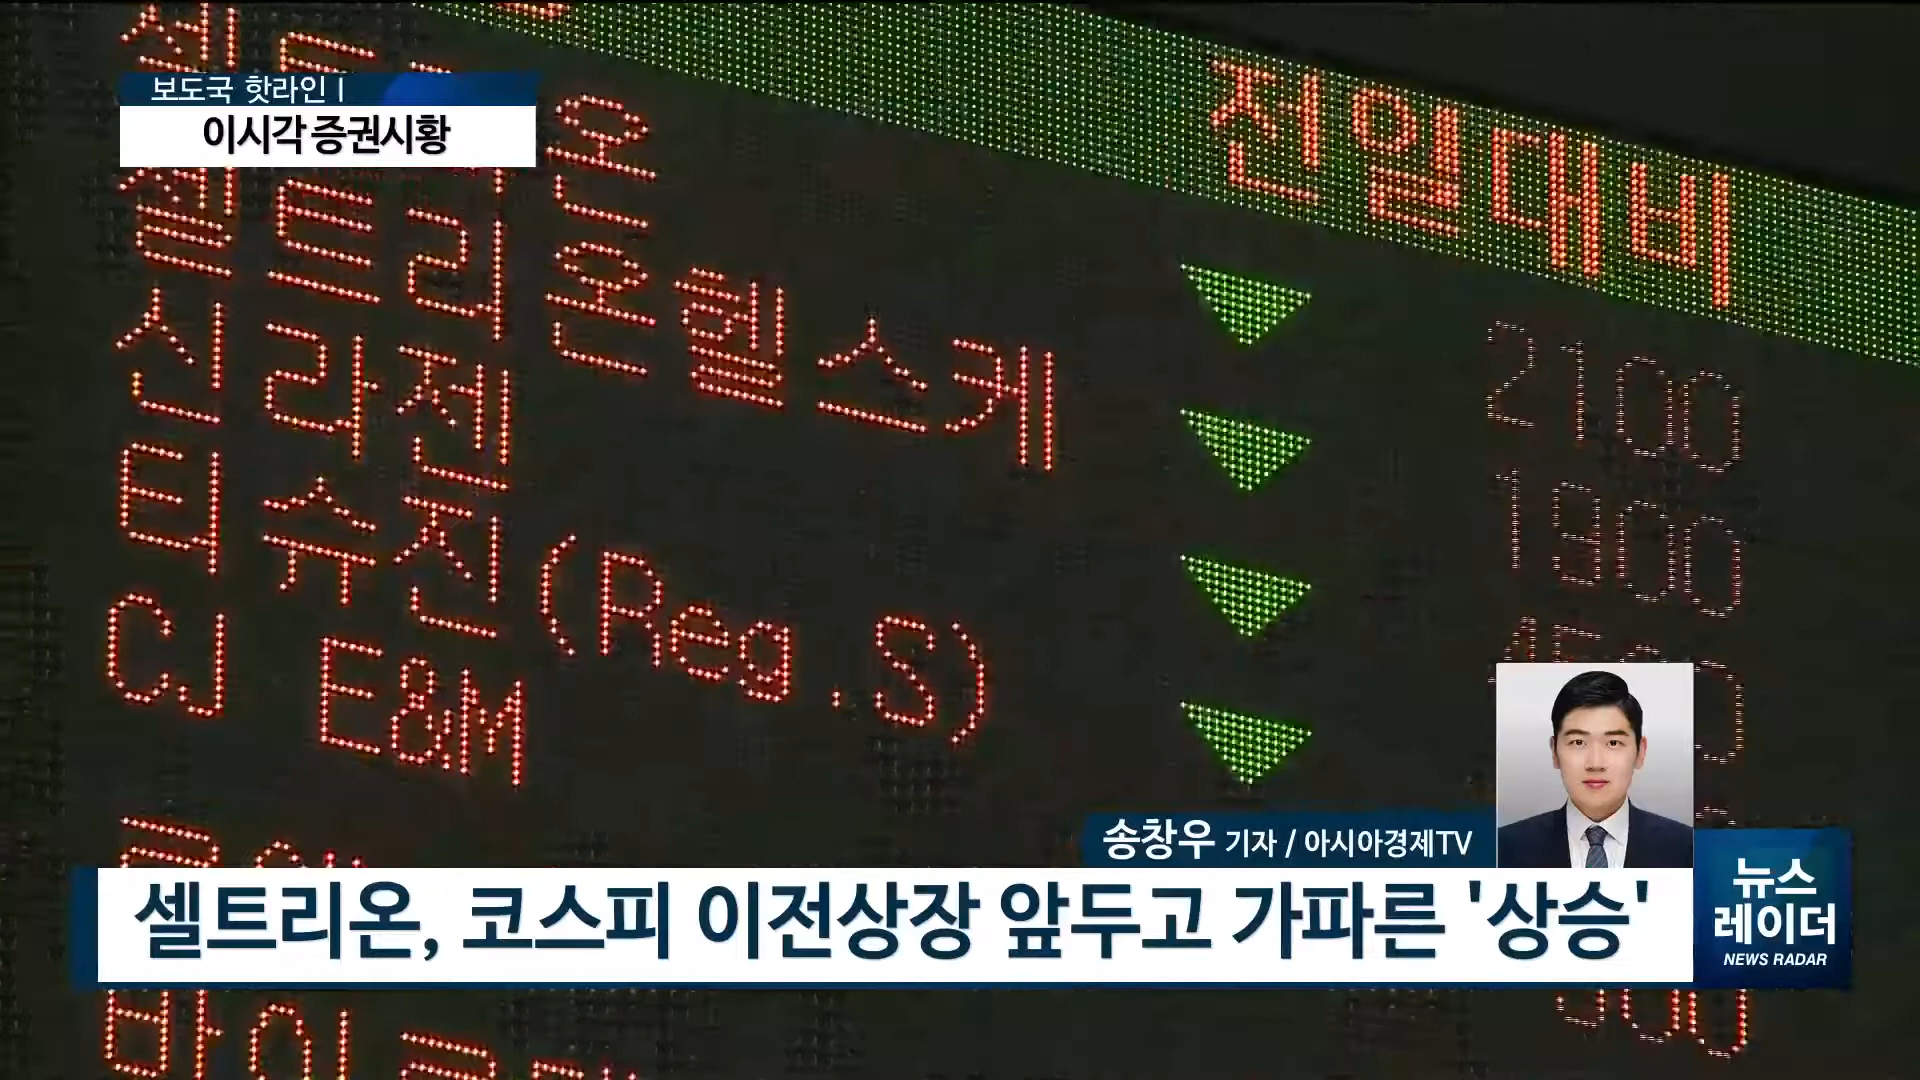 보도국 핫라인 |
이시각 증권시황
전일대비
셀트리온
셀트리온헬스케
2100
신라젠
1900
티슈진(Reg.S)
CJ E&M
송창우 기자 / 아시아경제TV
셀트리온, 코스피 이전상장 앞두고 가파른 '상승'
뉴스
레이더
NEWS RADAR